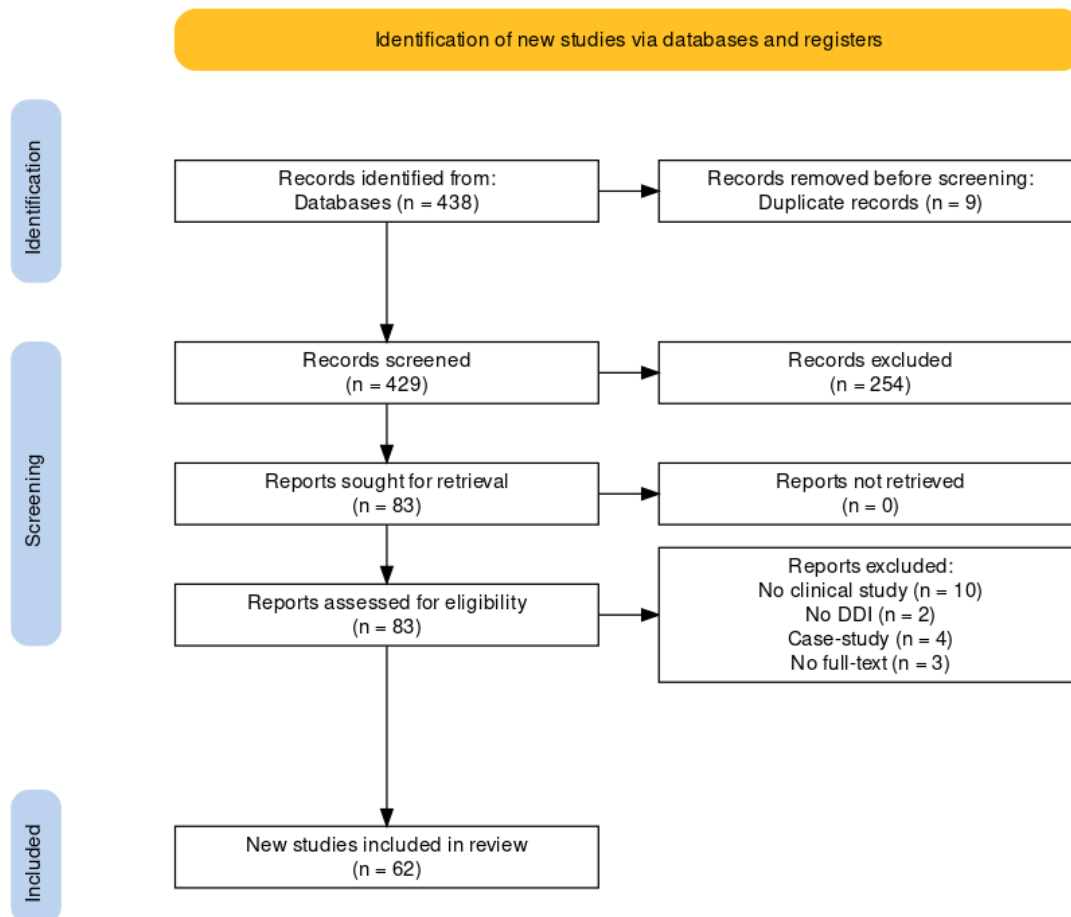 Identification of new studies via databases and registers
Identification
Records identified from:
Databases (n = 438)
Records removed before screening:
Duplicate records (n = 9)
Screening
Records screened
(n = 429)
Records excluded
(n = 254)
Reports sought for retrieval
(n = 83)
Reports not retrieved
(n = 0)
Reports assessed for eligibility
(n = 83)
Reports excluded:
No clinical study (n = 10)
No DDI (n = 2)
Case-study (n = 4)
No full-text (n = 3)
Included
New studies included in review
(n = 62)